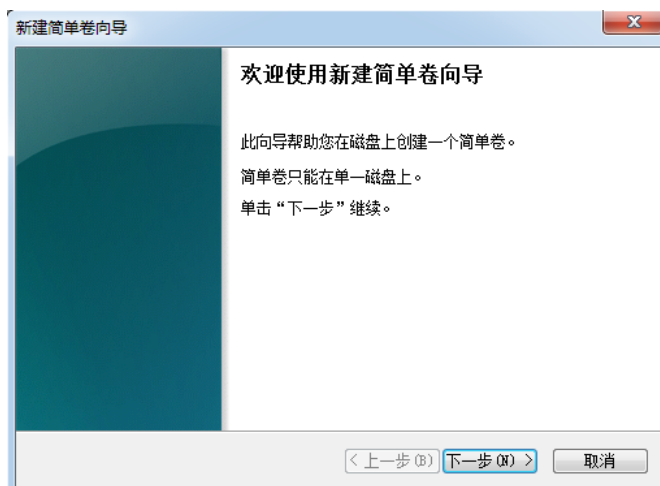 新建简单卷向导
欢迎使用新建简单卷向导
此向导帮助您在磁盘上创建一个简单卷。
简单卷只能在单一磁盘上。
单击“下一步”继续。
< 上一步(B) 下一步(N) > 取消